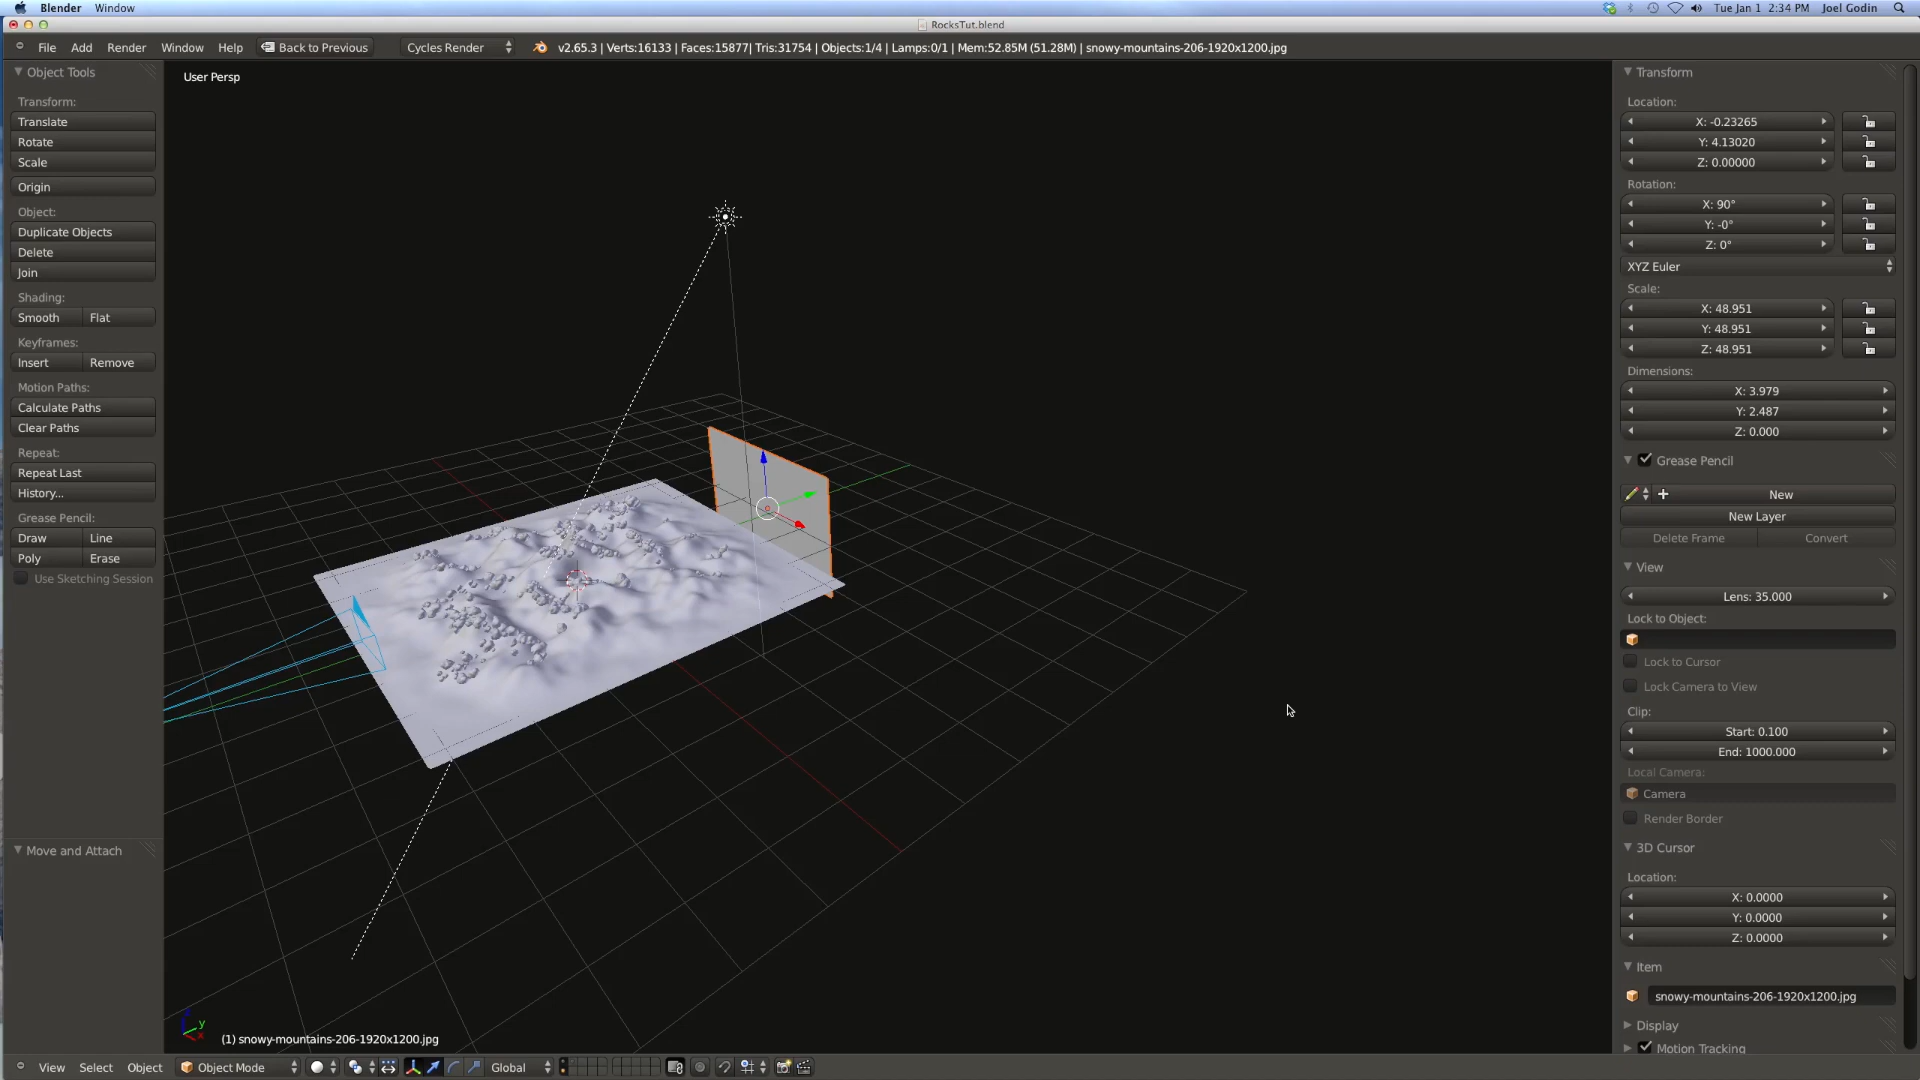 Blender Window
Tue Jan 1 2:34 PM Joel Godin
RocksTut.blend
File Add Render Window Help Back to Previous Cycles Render v2.65.3 | Verts:16133 | Faces:15877| Tris:31754 | Objects:1/4 | Lamps:0/1 | Mem:52.85M (51.28M) | snowy-mountains-206-1920x1200.jpg
Object Tools
Transform:
Translate
Rotate
Scale
Origin
Object:
Duplicate Objects
Delete
Join
Shading:
Smooth Flat
Keyframes:
Insert Remove
Motion Paths:
Calculate Paths
Clear Paths
Repeat:
Repeat Last
History...
Grease Pencil:
Draw Line
Poly Erase
Use Sketching Session
Move and Attach
User Persp
y
x
(1) snowy-mountains-206-1920x1200.jpg
Transform
Location:
X: -0.23265
Y: 4.13020
Z: 0.00000
Rotation:
X: 90°
Y: -0°
Z: 0°
XYZ Euler
Scale:
X: 48.951
Y: 48.951
Z: 48.951
Dimensions:
X: 3.979
Y: 2.487
Z: 0.000
Grease Pencil
New
New Layer
Delete Frame Convert
View
Lens: 35.000
Lock to Object:
Lock to Cursor
Lock Camera to View
Clip:
Start: 0.100
End: 1000.000
Local Camera:
Camera
Render Border
3D Cursor
Location:
X: 0.0000
Y: 0.0000
Z: 0.0000
Item
snowy-mountains-206-1920x1200.jpg
Display
Motion Tracking
View Select Object Object Mode Global